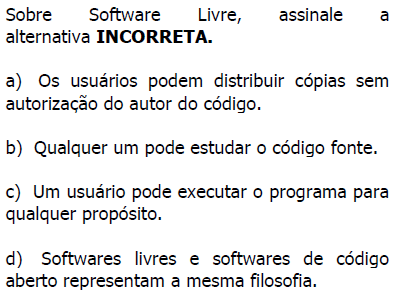 Sobre Software Livre, assinale a
alternativa INCORRETA.
a) Os usuários podem distribuir cópias sem
autorização do autor do código.
b) Qualquer um pode estudar o código fonte.
c) Um usuário pode executar o programa para
qualquer propósito.
d) Softwares livres e softwares de código
aberto representam a mesma filosofia.